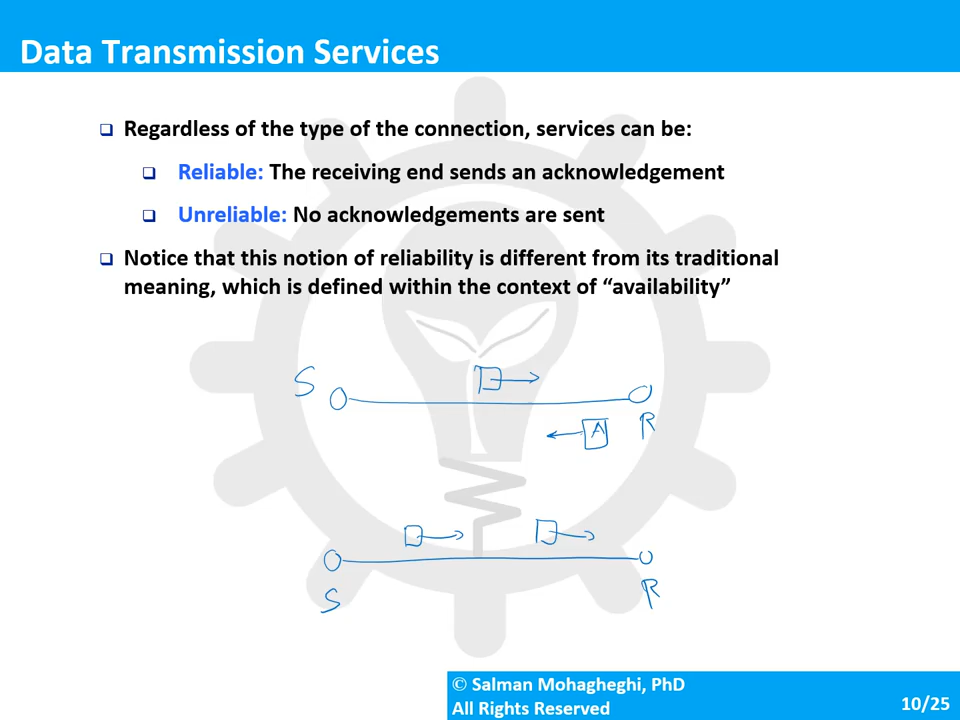 Data Transmission Services
Regardless of the type of the connection, services can be:
Reliable: The receiving end sends an acknowledgement
Unreliable: No acknowledgements are sent
Notice that this notion of reliability is different from its traditional
meaning, which is defined within the context of “availability”
S
A
R
S
R
© Salman Mohagheghi, PhD
All Rights Reserved
10/25